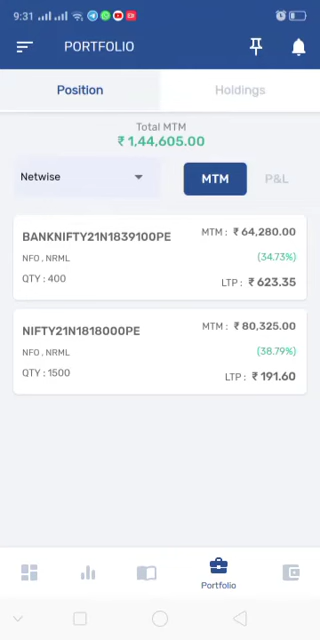 9:31
PORTFOLIO
Position
Holdings
Total MTM
₹ 1,44,605.00
Netwise
MTM
P&L
BANKNIFTY21N1839100PE
MTM : ₹ 64,280.00
NFO , NRML
(34.73%)
QTY : 400
LTP : ₹ 623.35
NIFTY21N1818000PE
MTM : ₹ 80,325.00
NFO , NRML
(38.79%)
QTY : 1500
LTP : ₹ 191.60
Portfolio